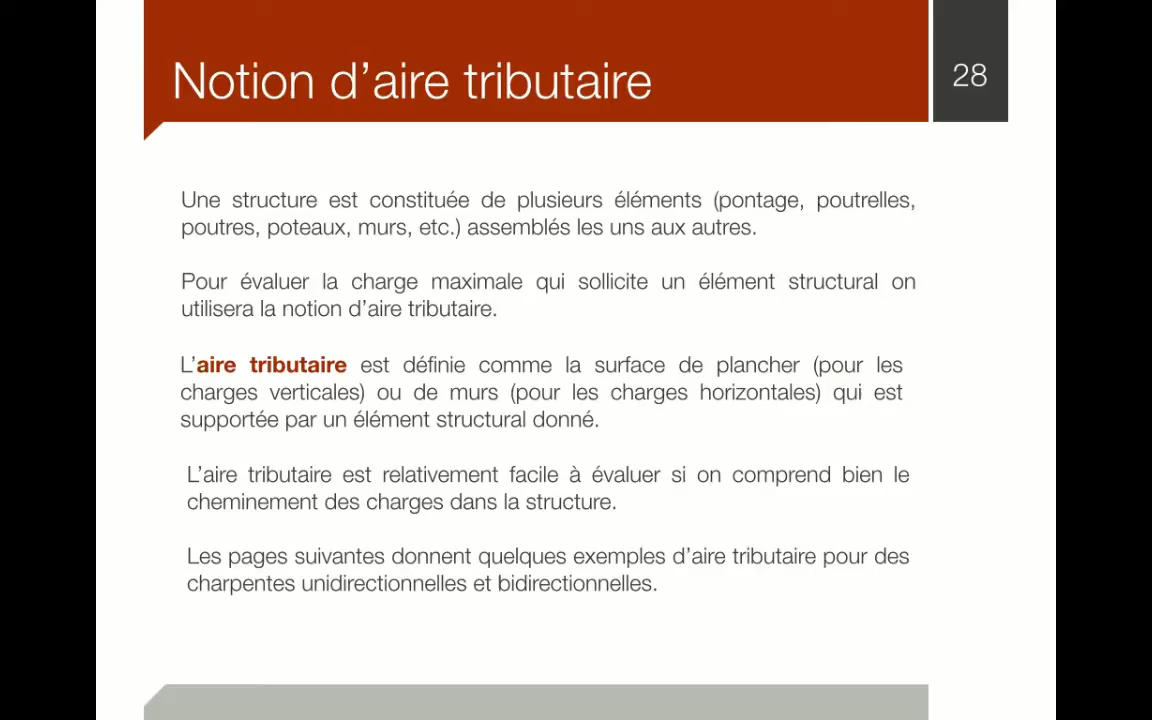 Notion d’aire tributaire
28
Une structure est constituée de plusieurs éléments (pontage, poutrelles,
poutres, poteaux, murs, etc.) assemblés les uns aux autres.
Pour évaluer la charge maximale qui sollicite un élément structural on
utilisera la notion d’aire tributaire.
L’aire tributaire est définie comme la surface de plancher (pour les
charges verticales) ou de murs (pour les charges horizontales) qui est
supportée par un élément structural donné.
L’aire tributaire est relativement facile à évaluer si on comprend bien le
cheminement des charges dans la structure.
Les pages suivantes donnent quelques exemples d’aire tributaire pour des
charpentes unidirectionnelles et bidirectionnelles.